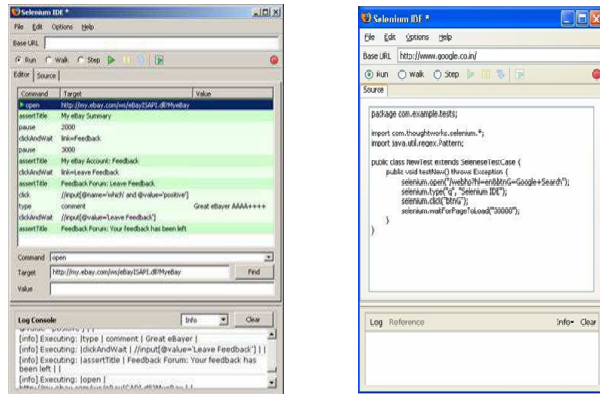 Selenium IDE *
File Edit Options Help
Base URL
Run Walk Step
Editor Source
Command Target Value
open http://my.ebay.com/ws/eBayISAPI.dll?MyeBay
assertTitle My eBay Summary
pause 2000
clickAndWait link=Feedback
pause 3000
assertTitle My eBay Account: Feedback
clickAndWait link=Leave Feedback
assertTitle Feedback Forum: Leave Feedback
click //input[@name='which' and @value='positive']
type comment Great eBayer AAAA++++
clickAndWait //input[@value='Leave Feedback']
assertTitle Feedback Forum: Your feedback has been left
Command open
Target http://my.ebay.com/ws/eBayISAPI.dll?MyeBay Find
Value
Log Console Info Clear
@value='positive'] | |
[info] Executing: |type | comment | Great eBayer |
[info] Executing: |clickAndWait | //input[@value='Leave Feedback'] | |
[info] Executing: |assertTitle | Feedback Forum: Your feedback has
been left | |
[info] Executing: |open |
Selenium IDE *
File Edit Options Help
Base URL http://www.google.co.in/
Run Walk Step
Source
package com.example.tests;
import com.thoughtworks.selenium.*;
import java.util.regex.Pattern;
public class NewTest extends SeleneseTestCase {
public void testNew() throws Exception {
selenium.open("/webhp?hl=en&btnG=Google+Search");
selenium.type("q", "Selenium IDE");
selenium.click("btnG");
selenium.waitForPageToLoad("30000");
}
}
Log Reference Info Clear